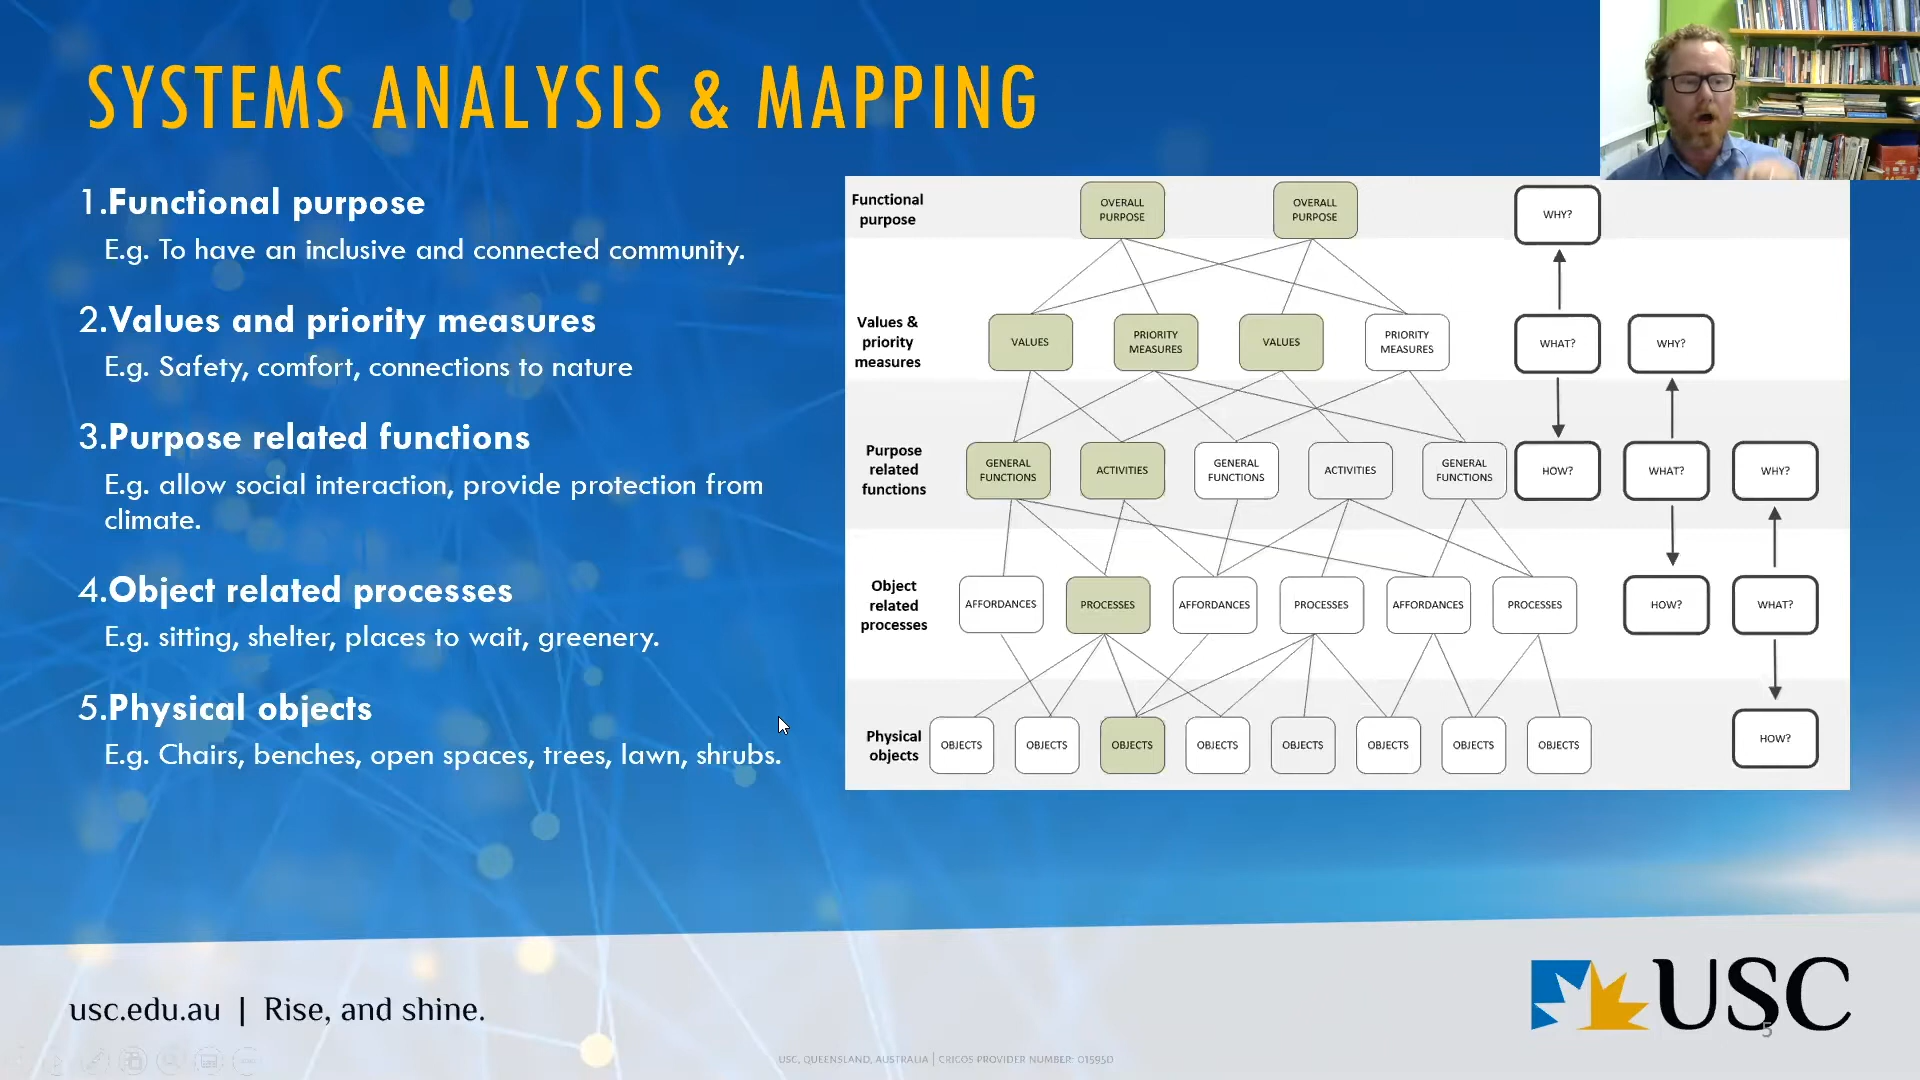 SYSTEMS ANALYSIS & MAPPING
1.Functional purpose
E.g. To have an inclusive and connected community.
2.Values and priority measures
E.g. Safety, comfort, connections to nature
3.Purpose related functions
E.g. allow social interaction, provide protection from
climate.
4.Object related processes
E.g. sitting, shelter, places to wait, greenery.
5.Physical objects
E.g. Chairs, benches, open spaces, trees, lawn, shrubs.
Functional
purpose
OVERALL
PURPOSE
OVERALL
PURPOSE
WHY?
Values &
priority
measures
VALUES
PRIORITY
MEASURES
VALUES
PRIORITY
MEASURES
WHAT?
WHY?
Purpose
related
functions
GENERAL
FUNCTIONS
ACTIVITIES
GENERAL
FUNCTIONS
ACTIVITIES
GENERAL
FUNCTIONS
HOW?
WHAT?
WHY?
Object
related
processes
AFFORDANCES
PROCESSES
AFFORDANCES
PROCESSES
AFFORDANCES
PROCESSES
HOW?
WHAT?
Physical
objects
OBJECTS
OBJECTS
OBJECTS
OBJECTS
OBJECTS
OBJECTS
OBJECTS
OBJECTS
HOW?
usc.edu.au | Rise, and shine.
USC
5
USC, QUEENSLAND, AUSTRALIA | CRICOS PROVIDER NUMBER: 01595D